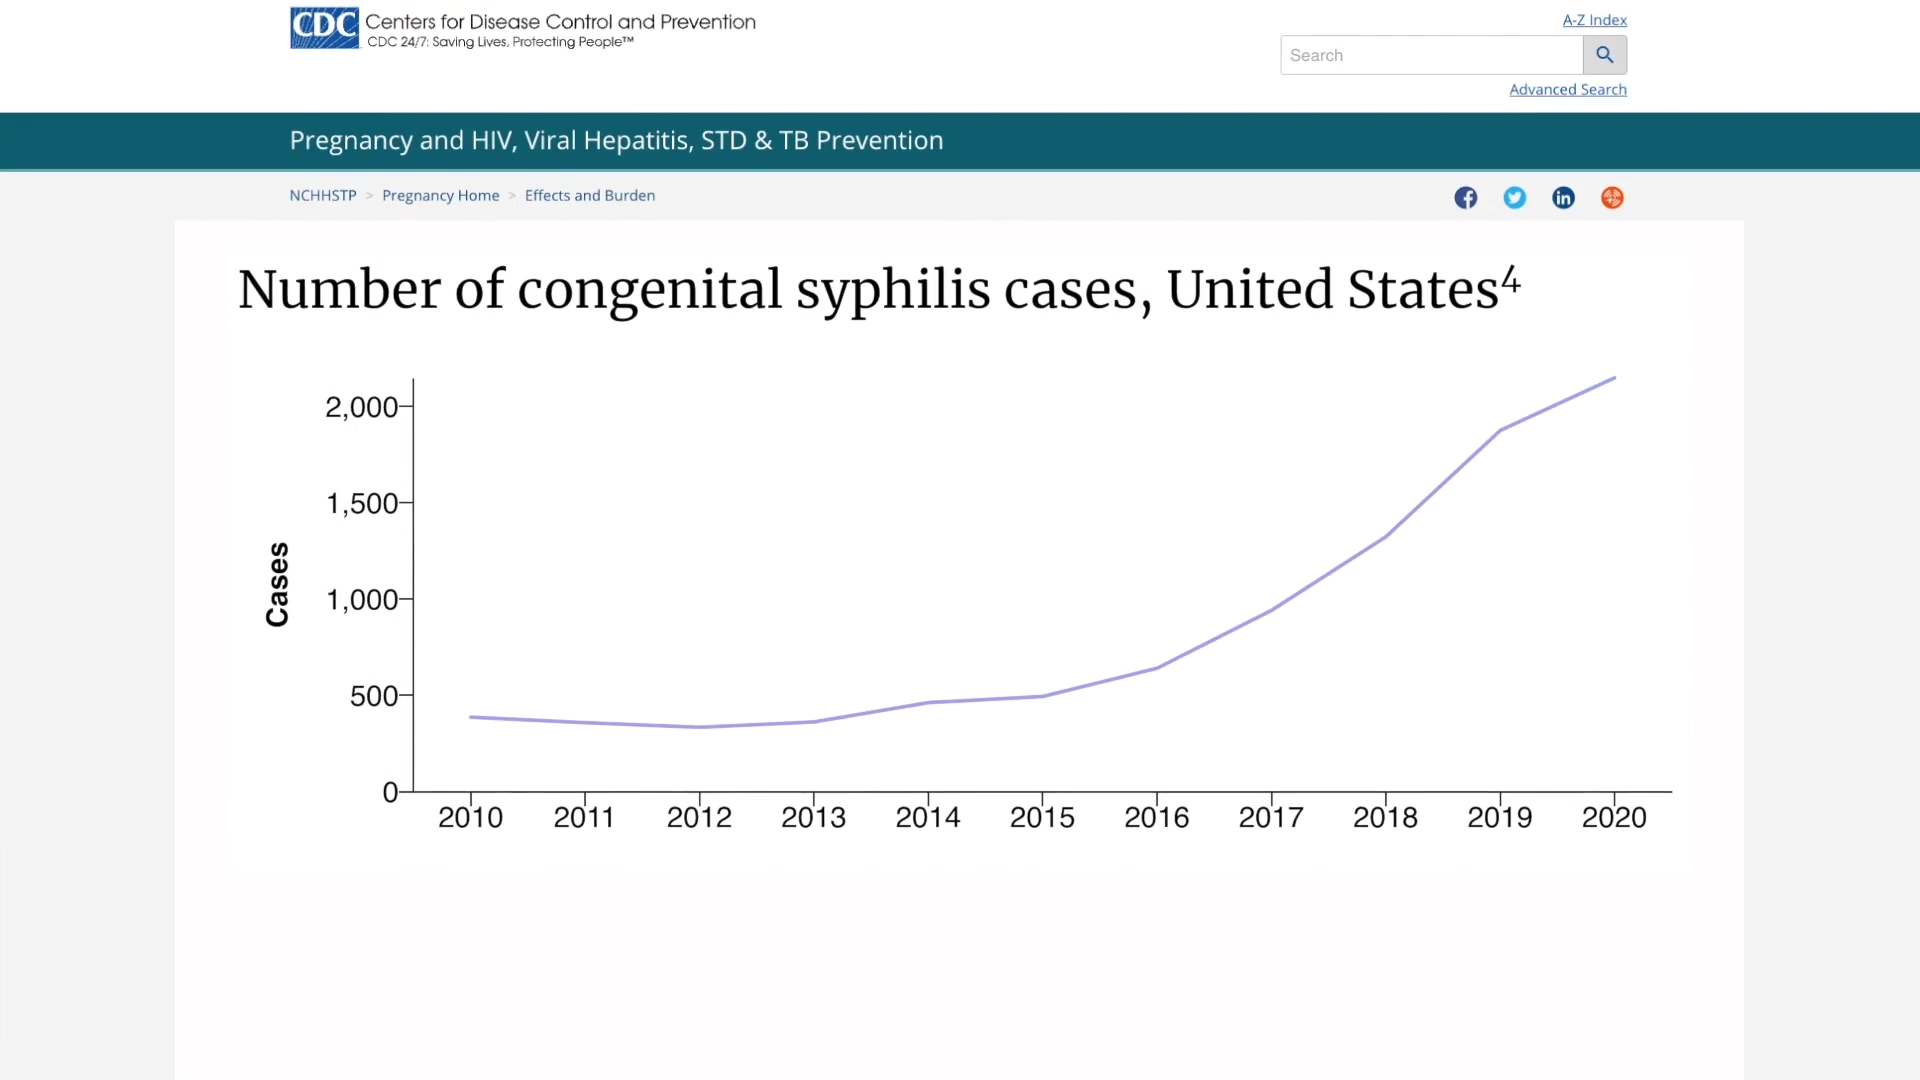 CDC Centers for Disease Control and Prevention
CDC 24/7: Saving Lives, Protecting People™
A-Z Index
Search
Advanced Search
Pregnancy and HIV, Viral Hepatitis, STD & TB Prevention
NCHHSTP > Pregnancy Home > Effects and Burden
Number of congenital syphilis cases, United States⁴
2,000
1,500
1,000
500
0
Cases
2010 2011 2012 2013 2014 2015 2016 2017 2018 2019 2020